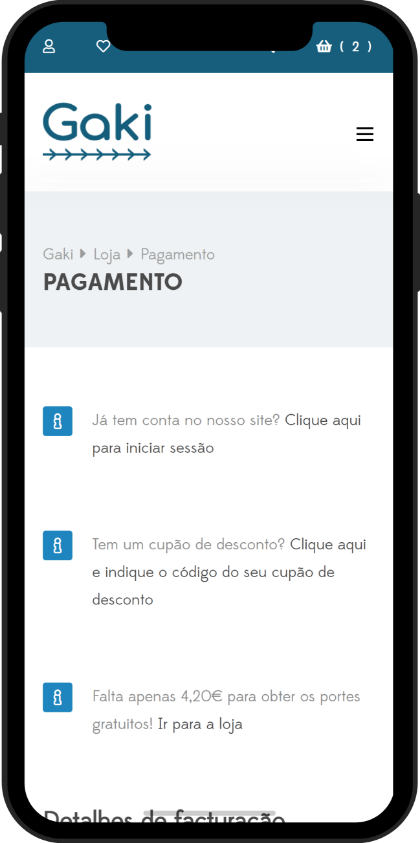 ( 2 )
Gaki
Gaki Loja Pagamento
PAGAMENTO
Já tem conta no nosso site? Clique aqui
para iniciar sessão
Tem um cupão de desconto? Clique aqui
e indique o código do seu cupão de
desconto
Falta apenas 4,20€ para obter os portes
gratuitos! Ir para a loja
Detalhes de facturação